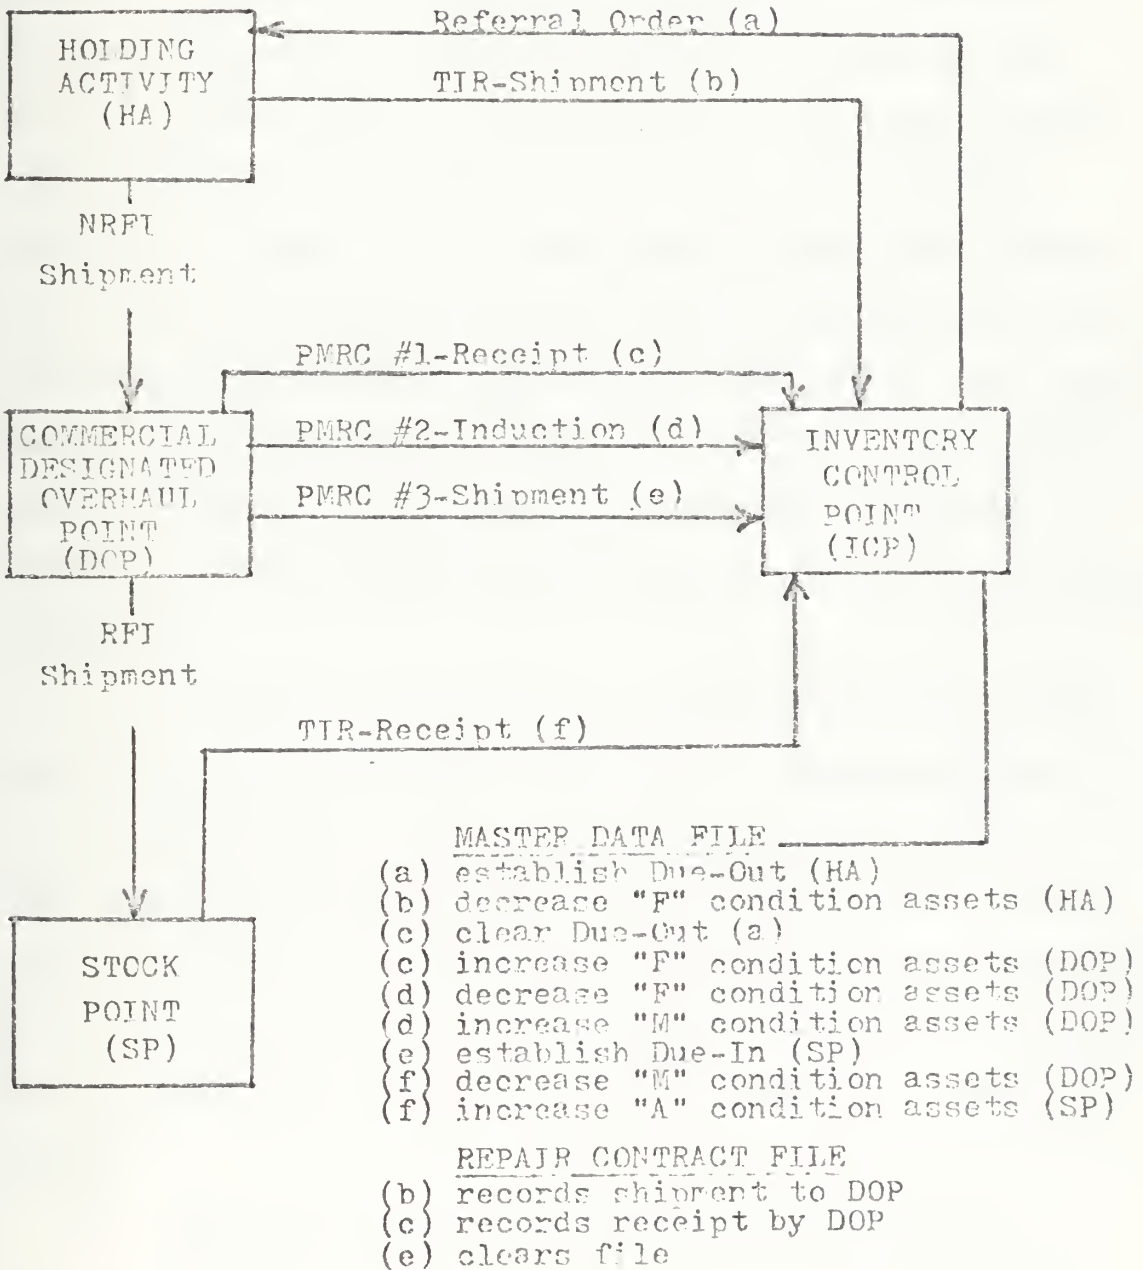 Referral Order (a)
HOLDING
ACTIVITY
(HA)
TIR-Shipment (b)
NRFI
Shipment
PMRC #1-Receipt (c)
COMMERCIAL
DESIGNATED
OVERHAUL
POINT
(DOP)
PMRC #2-Induction (d)
PMRC #3-Shipment (e)
INVENTORY
CONTROL
POINT
(ICP)
RFI
Shipment
TIR-Receipt (f)
STOCK
POINT
(SP)
MASTER DATA FILE
(a) establish Due-Out (HA)
(b) decrease "F" condition assets (HA)
(c) clear Due-Out (a)
(c) increase "F" condition assets (DOP)
(d) decrease "F" condition assets (DOP)
(d) increase "M" condition assets (DOP)
(e) establish Due-In (SP)
(f) decrease "M" condition assets (DOP)
(f) increase "A" condition assets (SP)
REPAIR CONTRACT FILE
(b) records shipment to DOP
(c) records receipt by DOP
(e) clears file